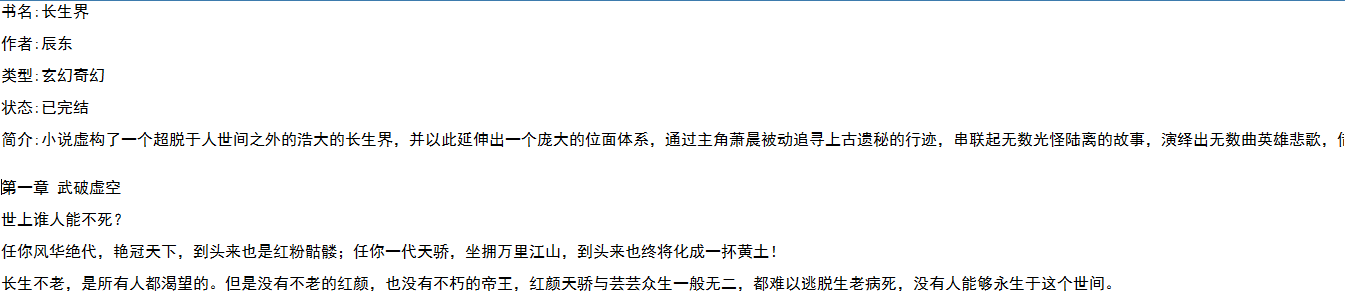 书名:长生界
作者:辰东
类型:玄幻奇幻
状态:已完结
简介:小说虚构了一个超脱于人世间之外的浩大的长生界，并以此延伸出一个庞大的位面体系，通过主角萧晨被动追寻上古遗秘的行迹，串联起无数光怪陆离的故事，演绎出无数曲英雄悲歌，
第一章 武破虚空
世上谁人能不死？
任你风华绝代，艳冠天下，到头来也是红粉骷髅；任你一代天骄，坐拥万里江山，到头来也终将化成一抔黄土！
长生不老，是所有人都渴望的。但是没有不老的红颜，也没有不朽的帝王，红颜天骄与芸芸众生一般无二，都难以逃脱生老病死，没有人能够永生于这个世间。